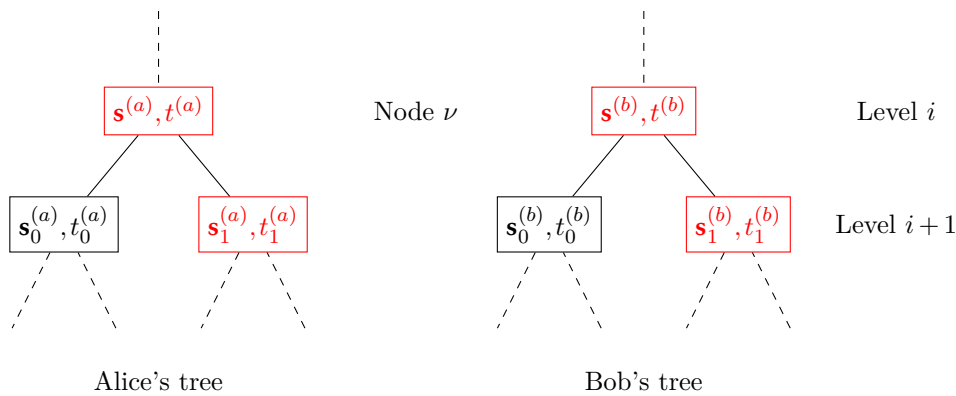 𝐬^{(a)}, t^{(a)} Node ν 𝐬^{(b)}, t^{(b)} Level i
𝐬_0^{(a)}, t_0^{(a)} 𝐬_1^{(a)}, t_1^{(a)} 𝐬_0^{(b)}, t_0^{(b)} 𝐬_1^{(b)}, t_1^{(b)} Level i + 1
Alice's tree Bob's tree